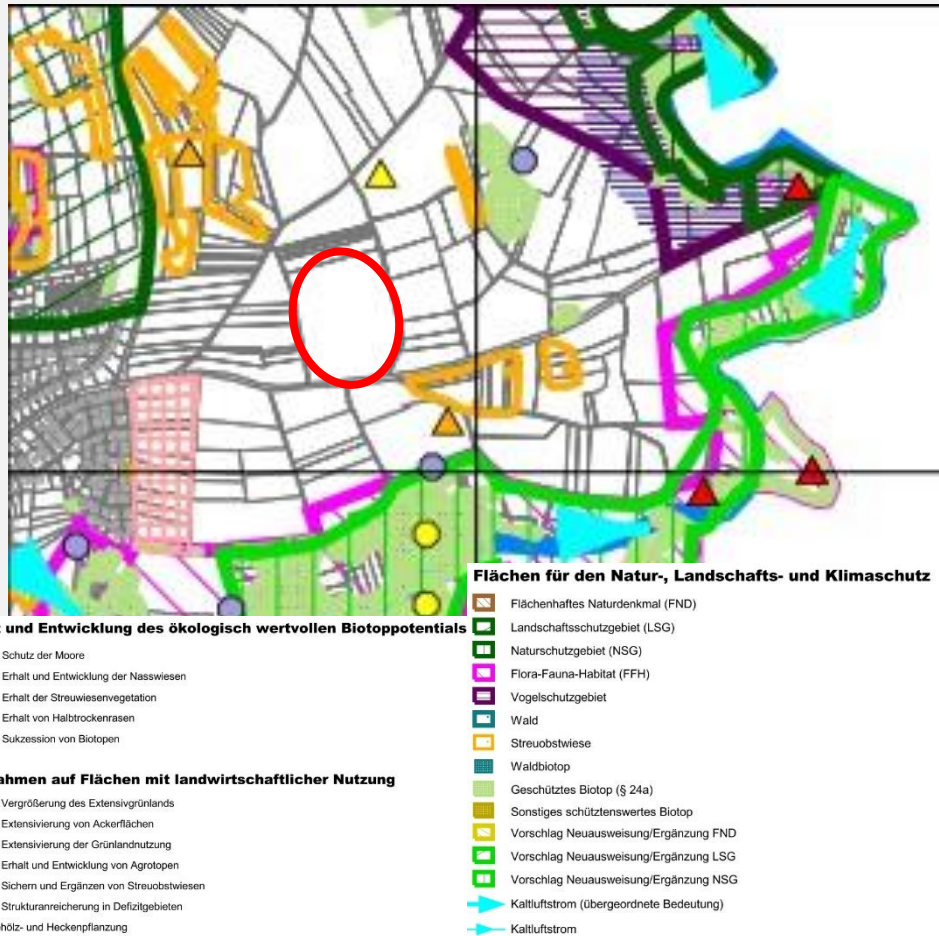 t und Entwicklung des ökologisch wertvollen Biotoppotentials
Schutz der Moore
Erhalt und Entwicklung der Nasswiesen
Erhalt der Streuwiesenvegetation
Erhalt von Halbtrockenrasen
Sukzession von Biotopen
ahmen auf Flächen mit landwirtschaftlicher Nutzung
Vergrößerung des Extensivgrünlands
Extensivierung von Ackerflächen
Extensivierung der Grünlandnutzung
Erhalt und Entwicklung von Agrotopen
Sichern und Ergänzen von Streuobstwiesen
Strukturanreicherung in Defizitgebieten
hölz- und Heckenpflanzung
Flächen für den Natur-, Landschafts- und Klimaschutz
Flächenhaftes Naturdenkmal (FND)
Landschaftsschutzgebiet (LSG)
Naturschutzgebiet (NSG)
Flora-Fauna-Habitat (FFH)
Vogelschutzgebiet
Wald
Streuobstwiese
Waldbiotop
Geschütztes Biotop (§ 24a)
Sonstiges schütztenswertes Biotop
Vorschlag Neuausweisung/Ergänzung FND
Vorschlag Neuausweisung/Ergänzung LSG
Vorschlag Neuausweisung/Ergänzung NSG
Kaltluftstrom (übergeordnete Bedeutung)
Kaltluftstrom